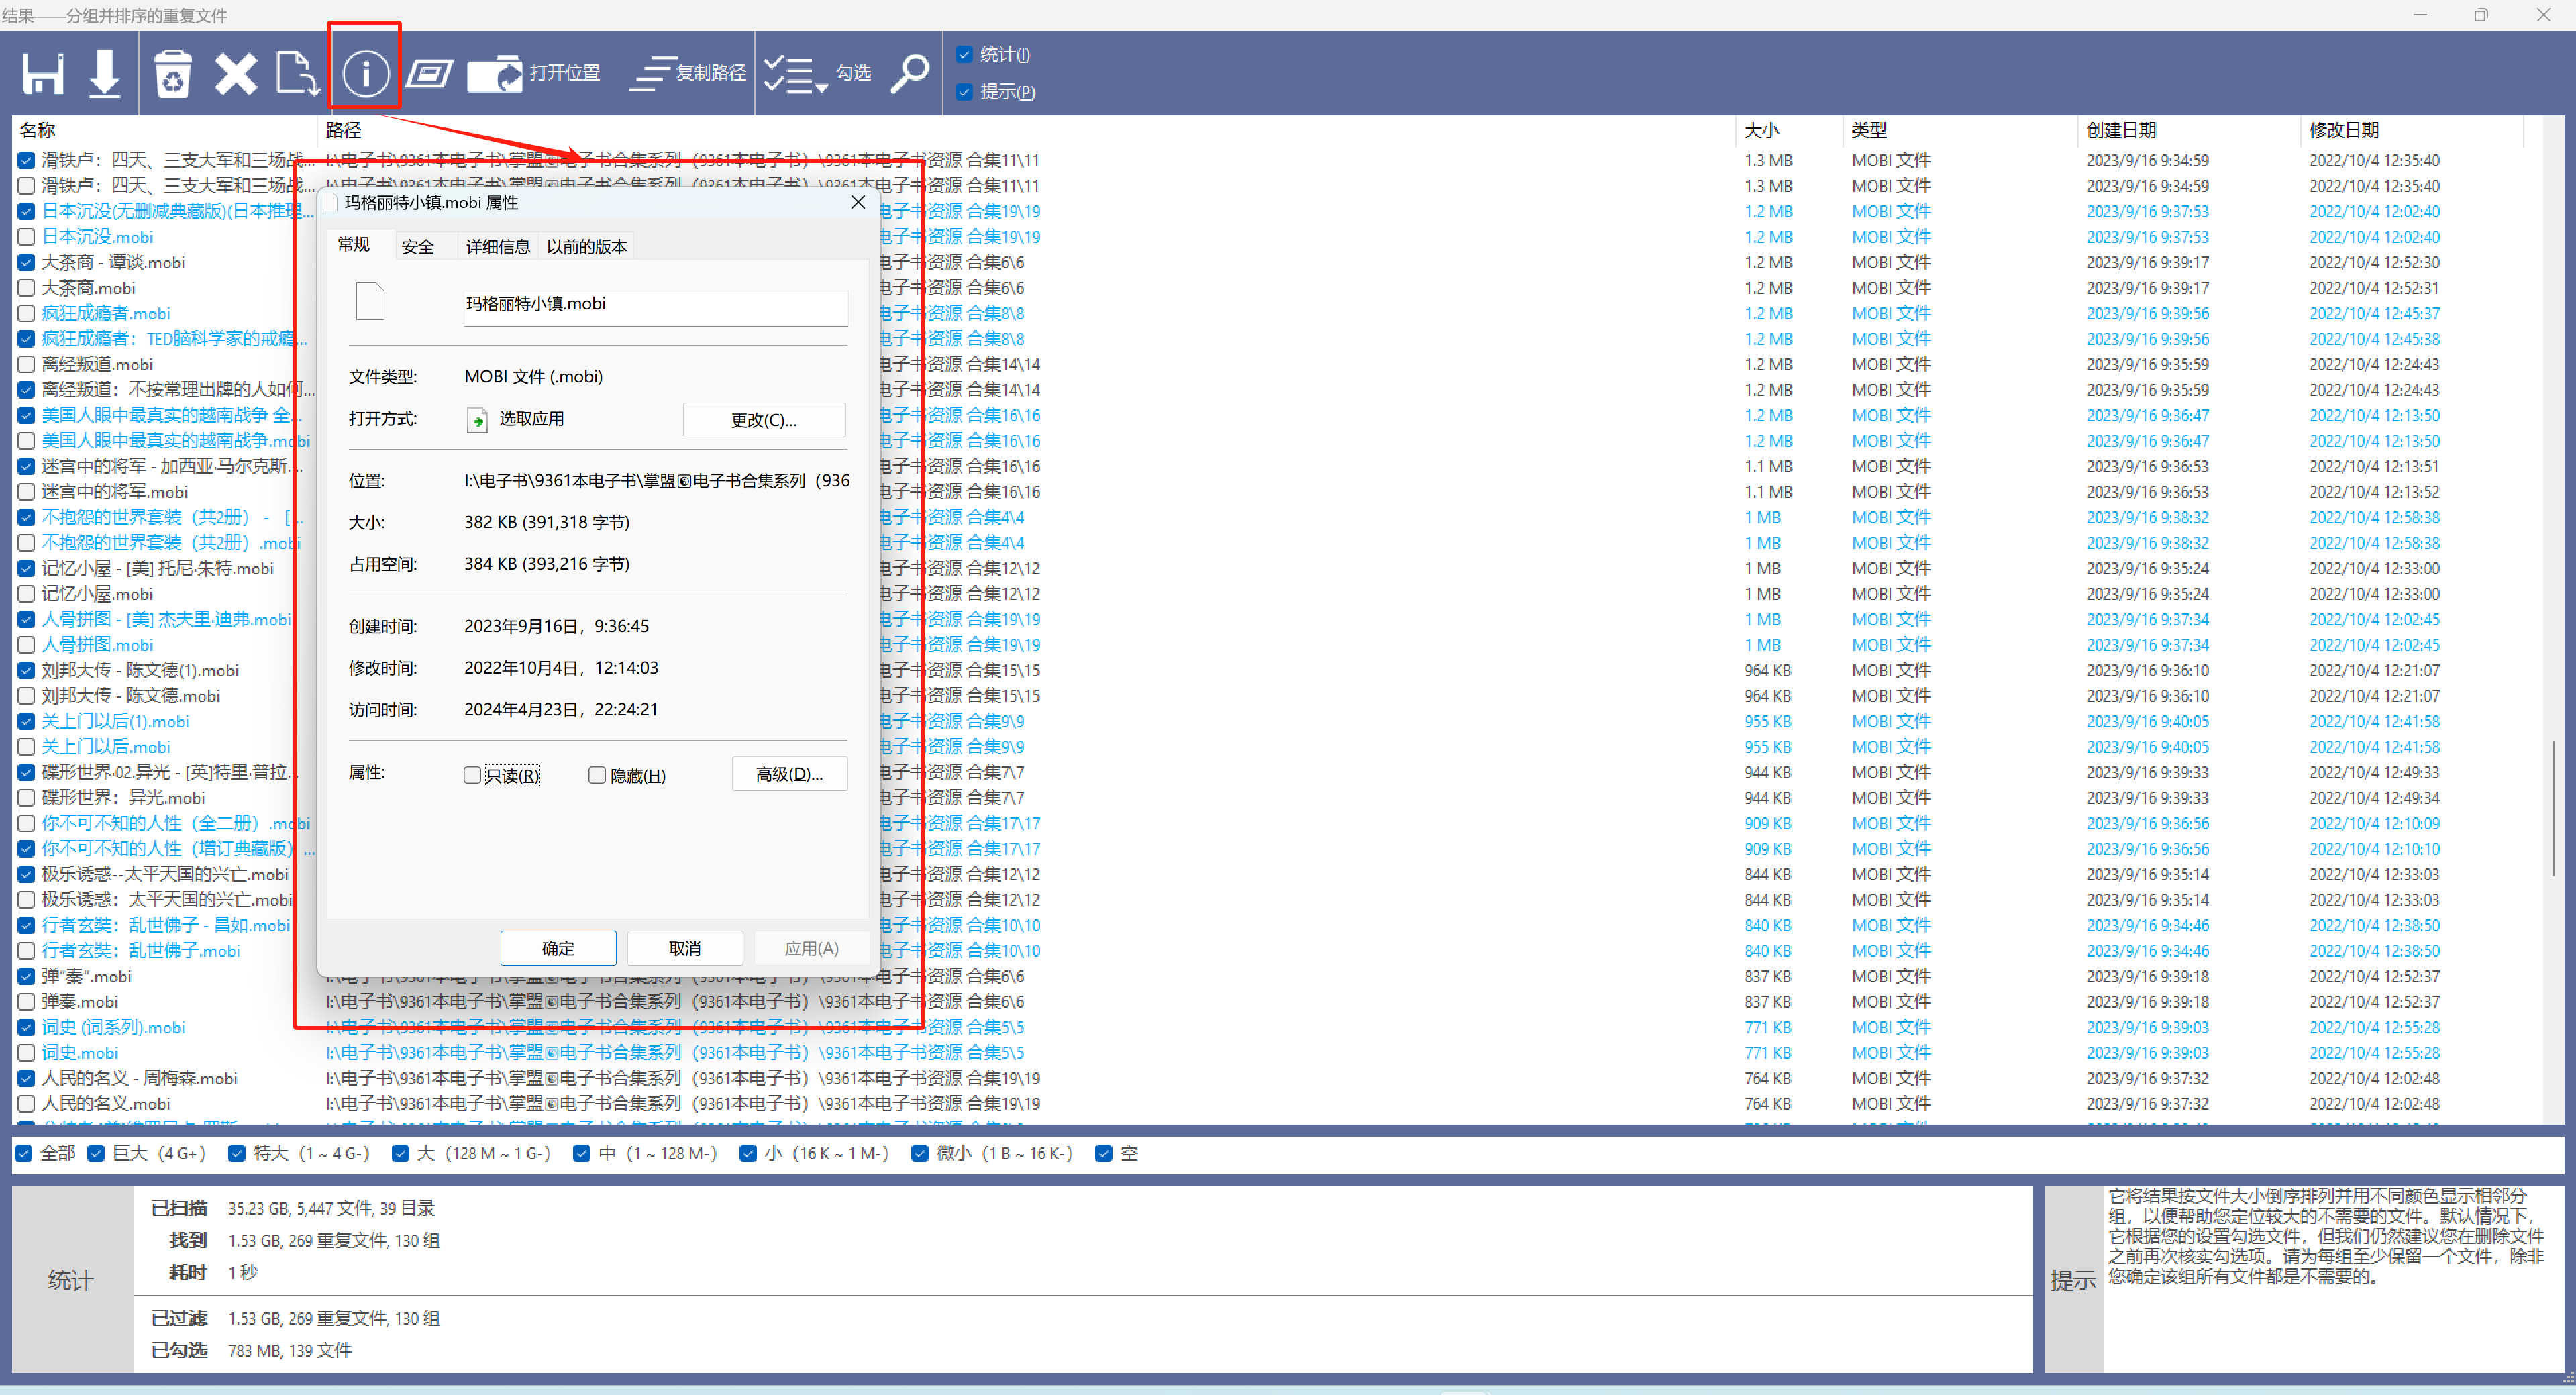 结果——分组并排序的重复文件
打开位置 复制路径 勾选
统计(I)
提示(P)
名称 路径 大小 类型 创建日期 修改日期
滑铁卢：四天、三支大军和三场战... I:\电子书\9361本电子书\掌盟电子书合集系列（9361本电子书）\9361本电子书资源 合集11\11 1.3 MB MOBI 文件 2023/9/16 9:34:59 2022/10/4 12:35:40
滑铁卢：四天、三支大军和三场战... I:\电子书\9361本电子书\掌盟电子书合集系列（9361本电子书）\9361本电子书资源 合集11\11 1.3 MB MOBI 文件 2023/9/16 9:34:59 2022/10/4 12:35:40
日本沉没(无删减典藏版)(日本推理... 电子书资源 合集19\19 1.2 MB MOBI 文件 2023/9/16 9:37:53 2022/10/4 12:02:40
日本沉没.mobi 电子书资源 合集19\19 1.2 MB MOBI 文件 2023/9/16 9:37:53 2022/10/4 12:02:40
大茶商 - 谭谈.mobi 电子书资源 合集6\6 1.2 MB MOBI 文件 2023/9/16 9:39:17 2022/10/4 12:52:30
大茶商.mobi 电子书资源 合集6\6 1.2 MB MOBI 文件 2023/9/16 9:39:17 2022/10/4 12:52:31
疯狂成瘾者.mobi 电子书资源 合集8\8 1.2 MB MOBI 文件 2023/9/16 9:39:56 2022/10/4 12:45:37
疯狂成瘾者：TED脑科学家的戒瘾... 电子书资源 合集8\8 1.2 MB MOBI 文件 2023/9/16 9:39:56 2022/10/4 12:45:38
离经叛道.mobi 电子书资源 合集14\14 1.2 MB MOBI 文件 2023/9/16 9:35:59 2022/10/4 12:24:43
离经叛道：不按常理出牌的人如何... 电子书资源 合集14\14 1.2 MB MOBI 文件 2023/9/16 9:35:59 2022/10/4 12:24:43
美国人眼中最真实的越南战争 全... 电子书资源 合集16\16 1.2 MB MOBI 文件 2023/9/16 9:36:47 2022/10/4 12:13:50
美国人眼中最真实的越南战争.mobi 电子书资源 合集16\16 1.2 MB MOBI 文件 2023/9/16 9:36:47 2022/10/4 12:13:50
迷宫中的将军 - 加西亚·马尔克斯.... 电子书资源 合集16\16 1.1 MB MOBI 文件 2023/9/16 9:36:53 2022/10/4 12:13:51
迷宫中的将军.mobi 电子书资源 合集16\16 1.1 MB MOBI 文件 2023/9/16 9:36:53 2022/10/4 12:13:52
不抱怨的世界套装（共2册） - [... 电子书资源 合集4\4 1 MB MOBI 文件 2023/9/16 9:38:32 2022/10/4 12:58:38
不抱怨的世界套装（共2册）.mobi 电子书资源 合集4\4 1 MB MOBI 文件 2023/9/16 9:38:32 2022/10/4 12:58:38
记忆小屋 - [美] 托尼·朱特.mobi 电子书资源 合集12\12 1 MB MOBI 文件 2023/9/16 9:35:24 2022/10/4 12:33:00
记忆小屋.mobi 电子书资源 合集12\12 1 MB MOBI 文件 2023/9/16 9:35:24 2022/10/4 12:33:00
人骨拼图 - [美] 杰夫里·迪弗.mobi 电子书资源 合集19\19 1 MB MOBI 文件 2023/9/16 9:37:34 2022/10/4 12:02:45
人骨拼图.mobi 电子书资源 合集19\19 1 MB MOBI 文件 2023/9/16 9:37:34 2022/10/4 12:02:45
刘邦大传 - 陈文德(1).mobi 电子书资源 合集15\15 964 KB MOBI 文件 2023/9/16 9:36:10 2022/10/4 12:21:07
刘邦大传 - 陈文德.mobi 电子书资源 合集15\15 964 KB MOBI 文件 2023/9/16 9:36:10 2022/10/4 12:21:07
关上门以后(1).mobi 电子书资源 合集9\9 955 KB MOBI 文件 2023/9/16 9:40:05 2022/10/4 12:41:58
关上门以后.mobi 电子书资源 合集9\9 955 KB MOBI 文件 2023/9/16 9:40:05 2022/10/4 12:41:58
碟形世界·02.异光 - [英]特里·普拉... 电子书资源 合集7\7 944 KB MOBI 文件 2023/9/16 9:39:33 2022/10/4 12:49:33
碟形世界：异光.mobi 电子书资源 合集7\7 944 KB MOBI 文件 2023/9/16 9:39:33 2022/10/4 12:49:34
你不可不知的人性（全二册）.mobi 电子书资源 合集17\17 909 KB MOBI 文件 2023/9/16 9:36:56 2022/10/4 12:10:09
你不可不知的人性（增订典藏版）... 电子书资源 合集17\17 909 KB MOBI 文件 2023/9/16 9:36:56 2022/10/4 12:10:10
极乐诱惑--太平天国的兴亡.mobi 电子书资源 合集12\12 844 KB MOBI 文件 2023/9/16 9:35:14 2022/10/4 12:33:03
极乐诱惑：太平天国的兴亡.mobi 电子书资源 合集12\12 844 KB MOBI 文件 2023/9/16 9:35:14 2022/10/4 12:33:03
行者玄奘：乱世佛子 - 昌如.mobi 电子书资源 合集10\10 840 KB MOBI 文件 2023/9/16 9:34:46 2022/10/4 12:38:50
行者玄奘：乱世佛子.mobi 电子书资源 合集10\10 840 KB MOBI 文件 2023/9/16 9:34:46 2022/10/4 12:38:50
弹“秦”.mobi I:\电子书\9361本电子书\掌盟电子书合集系列（9361本电子书）\9361本电子书资源 合集6\6 837 KB MOBI 文件 2023/9/16 9:39:18 2022/10/4 12:52:37
弹秦.mobi I:\电子书\9361本电子书\掌盟电子书合集系列（9361本电子书）\9361本电子书资源 合集6\6 837 KB MOBI 文件 2023/9/16 9:39:18 2022/10/4 12:52:37
词史 (词系列).mobi I:\电子书\9361本电子书\掌盟电子书合集系列（9361本电子书）\9361本电子书资源 合集5\5 771 KB MOBI 文件 2023/9/16 9:39:03 2022/10/4 12:55:28
词史.mobi I:\电子书\9361本电子书\掌盟电子书合集系列（9361本电子书）\9361本电子书资源 合集5\5 771 KB MOBI 文件 2023/9/16 9:39:03 2022/10/4 12:55:28
人民的名义 - 周梅森.mobi I:\电子书\9361本电子书\掌盟电子书合集系列（9361本电子书）\9361本电子书资源 合集19\19 764 KB MOBI 文件 2023/9/16 9:37:32 2022/10/4 12:02:48
人民的名义.mobi I:\电子书\9361本电子书\掌盟电子书合集系列（9361本电子书）\9361本电子书资源 合集19\19 764 KB MOBI 文件 2023/9/16 9:37:32 2022/10/4 12:02:48
玛格丽特小镇.mobi 属性
常规 安全 详细信息 以前的版本
玛格丽特小镇.mobi
文件类型: MOBI 文件 (.mobi)
打开方式: 选取应用 更改(C)...
位置: I:\电子书\9361本电子书\掌盟电子书合集系列（936
大小: 382 KB (391,318 字节)
占用空间: 384 KB (393,216 字节)
创建时间: 2023年9月16日，9:36:45
修改时间: 2022年10月4日，12:14:03
访问时间: 2024年4月23日，22:24:21
属性: 只读(R) 隐藏(H) 高级(D)...
确定 取消 应用(A)
全部 巨大（4 G+） 特大（1 ~ 4 G-） 大（128 M ~ 1 G-） 中（1 ~ 128 M-） 小（16 K ~ 1 M-） 微小（1 B ~ 16 K-） 空
统计
已扫描 35.23 GB, 5,447 文件, 39 目录
找到 1.53 GB, 269 重复文件, 130 组
耗时 1 秒
已过滤 1.53 GB, 269 重复文件, 130 组
已勾选 783 MB, 139 文件
提示
它将结果按文件大小倒序排列并用不同颜色显示相邻分
组，以便帮助您定位较大的不需要的文件。默认情况下，
它根据您的设置勾选文件，但我们仍然建议您在删除文件
之前再次核实勾选项。请为每组至少保留一个文件，除非
您确定该组所有文件都是不需要的。